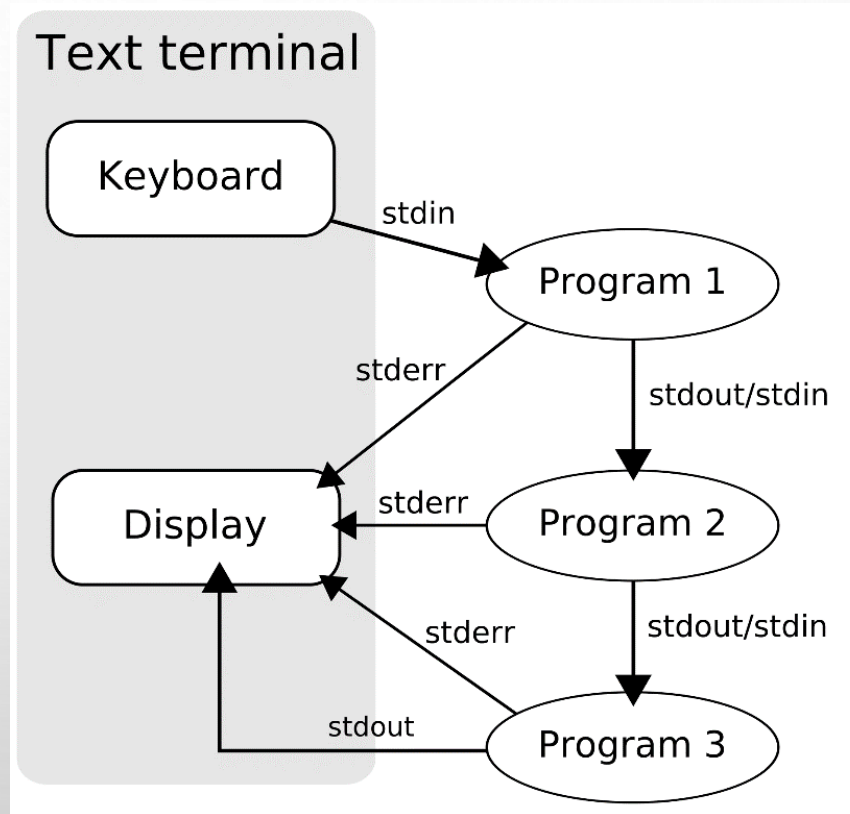 Text terminal
Keyboard
stdin
Program 1
stderr
stdout/stdin
Display
stderr
Program 2
stderr
stdout/stdin
stdout
Program 3